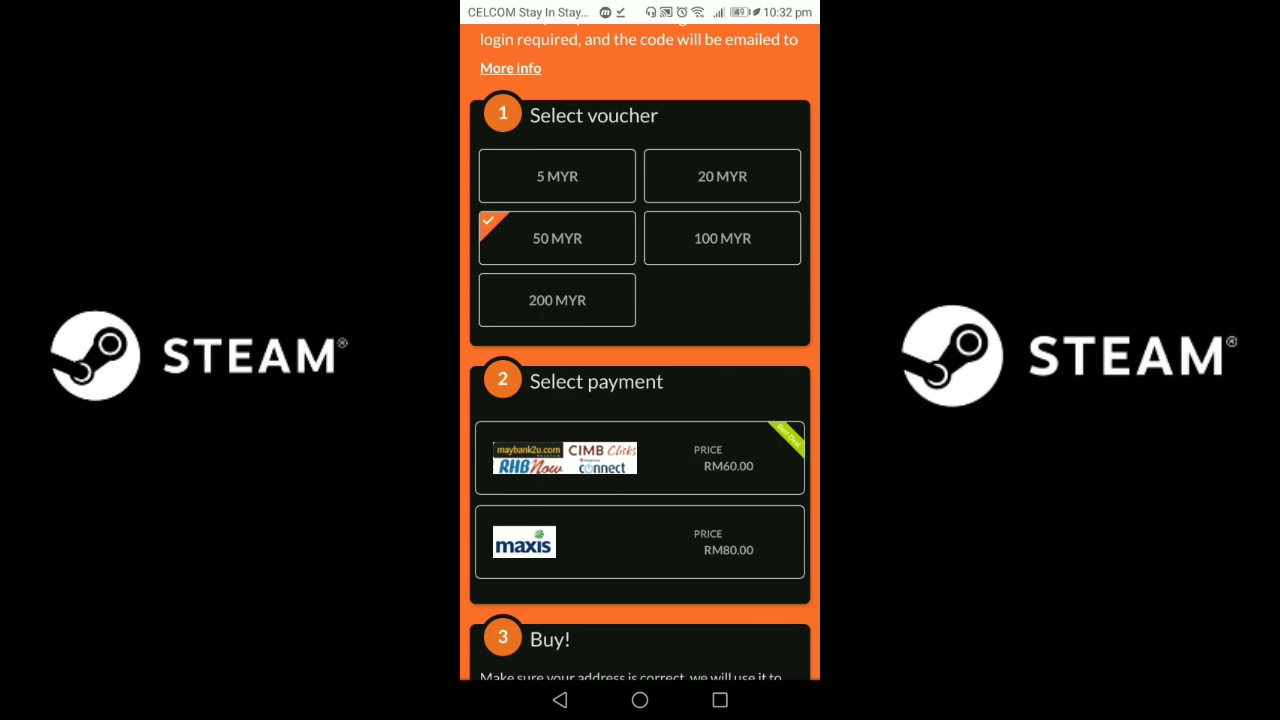 CELCOM Stay In Stay... 49 10:32 pm
login required, and the code will be emailed to
More info
1 Select voucher
5 MYR 20 MYR
50 MYR 100 MYR
200 MYR
STEAM® STEAM®
2 Select payment
Best Deal
maybank2u.com CIMB Clicks
RHB Now connect
PRICE
RM60.00
maxis
PRICE
RM80.00
3 Buy!
Make sure your address is correct, we will use it to